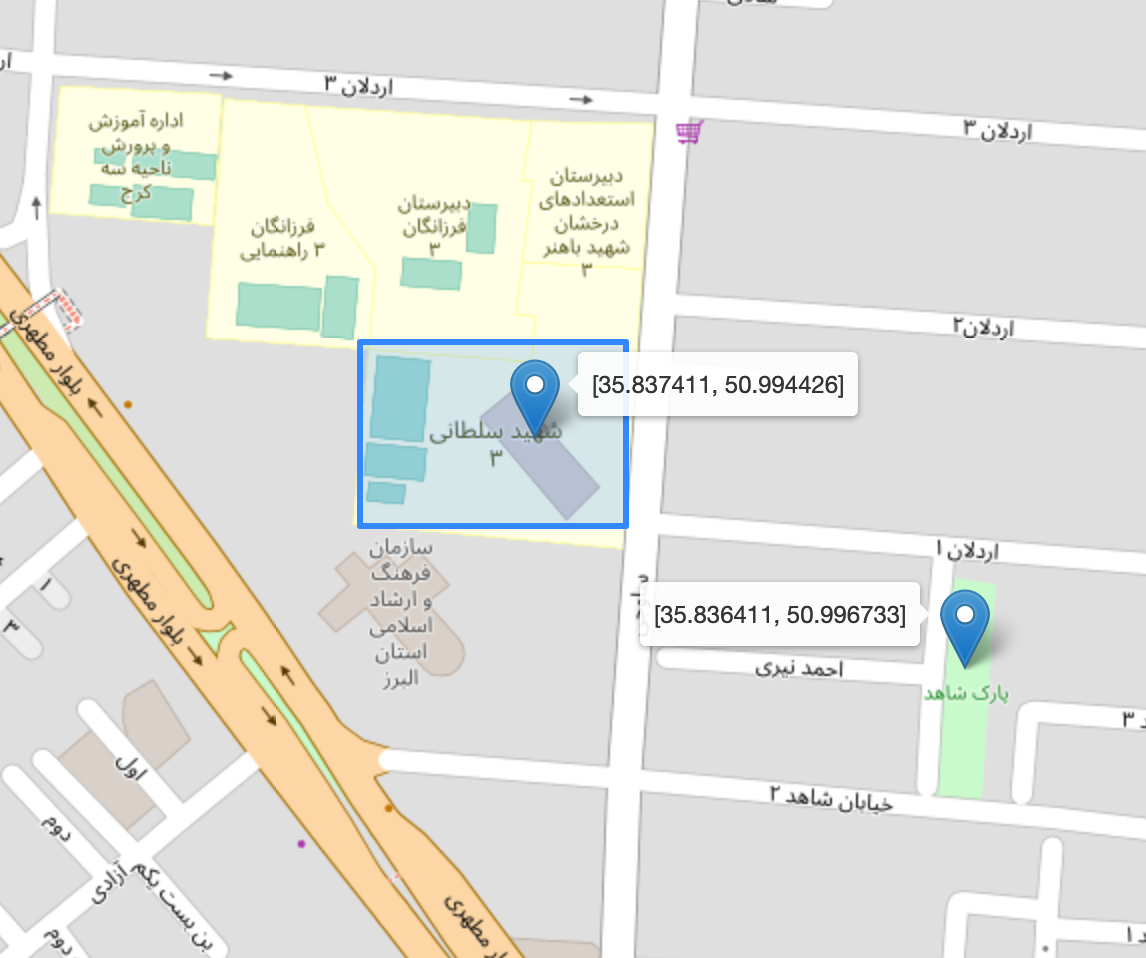 اردلان ۳
اردلان ۳
اداره آموزش
و پرورش
ناحیه سه
کرج
دبیرستان
استعدادهای
درخشان
شهید باهنر
۳
دبیرستان
فرزانگان
۳
فرزانگان
۳ راهنمایی
اردلان۲
بلوار مطهری
[35.837411, 50.994426]
شهید سلطانی
۳
اردلان ۱
سازمان
فرهنگ
و ارشاد
اسلامی
استان
البرز
بلوار مطهری
۱
۳
[35.836411, 50.996733]
احمد نیری
پارک شاهد
۳
خیابان شاهد ۲
اول
دوم
آزادی
بن بست یکم
دوم
مطهری